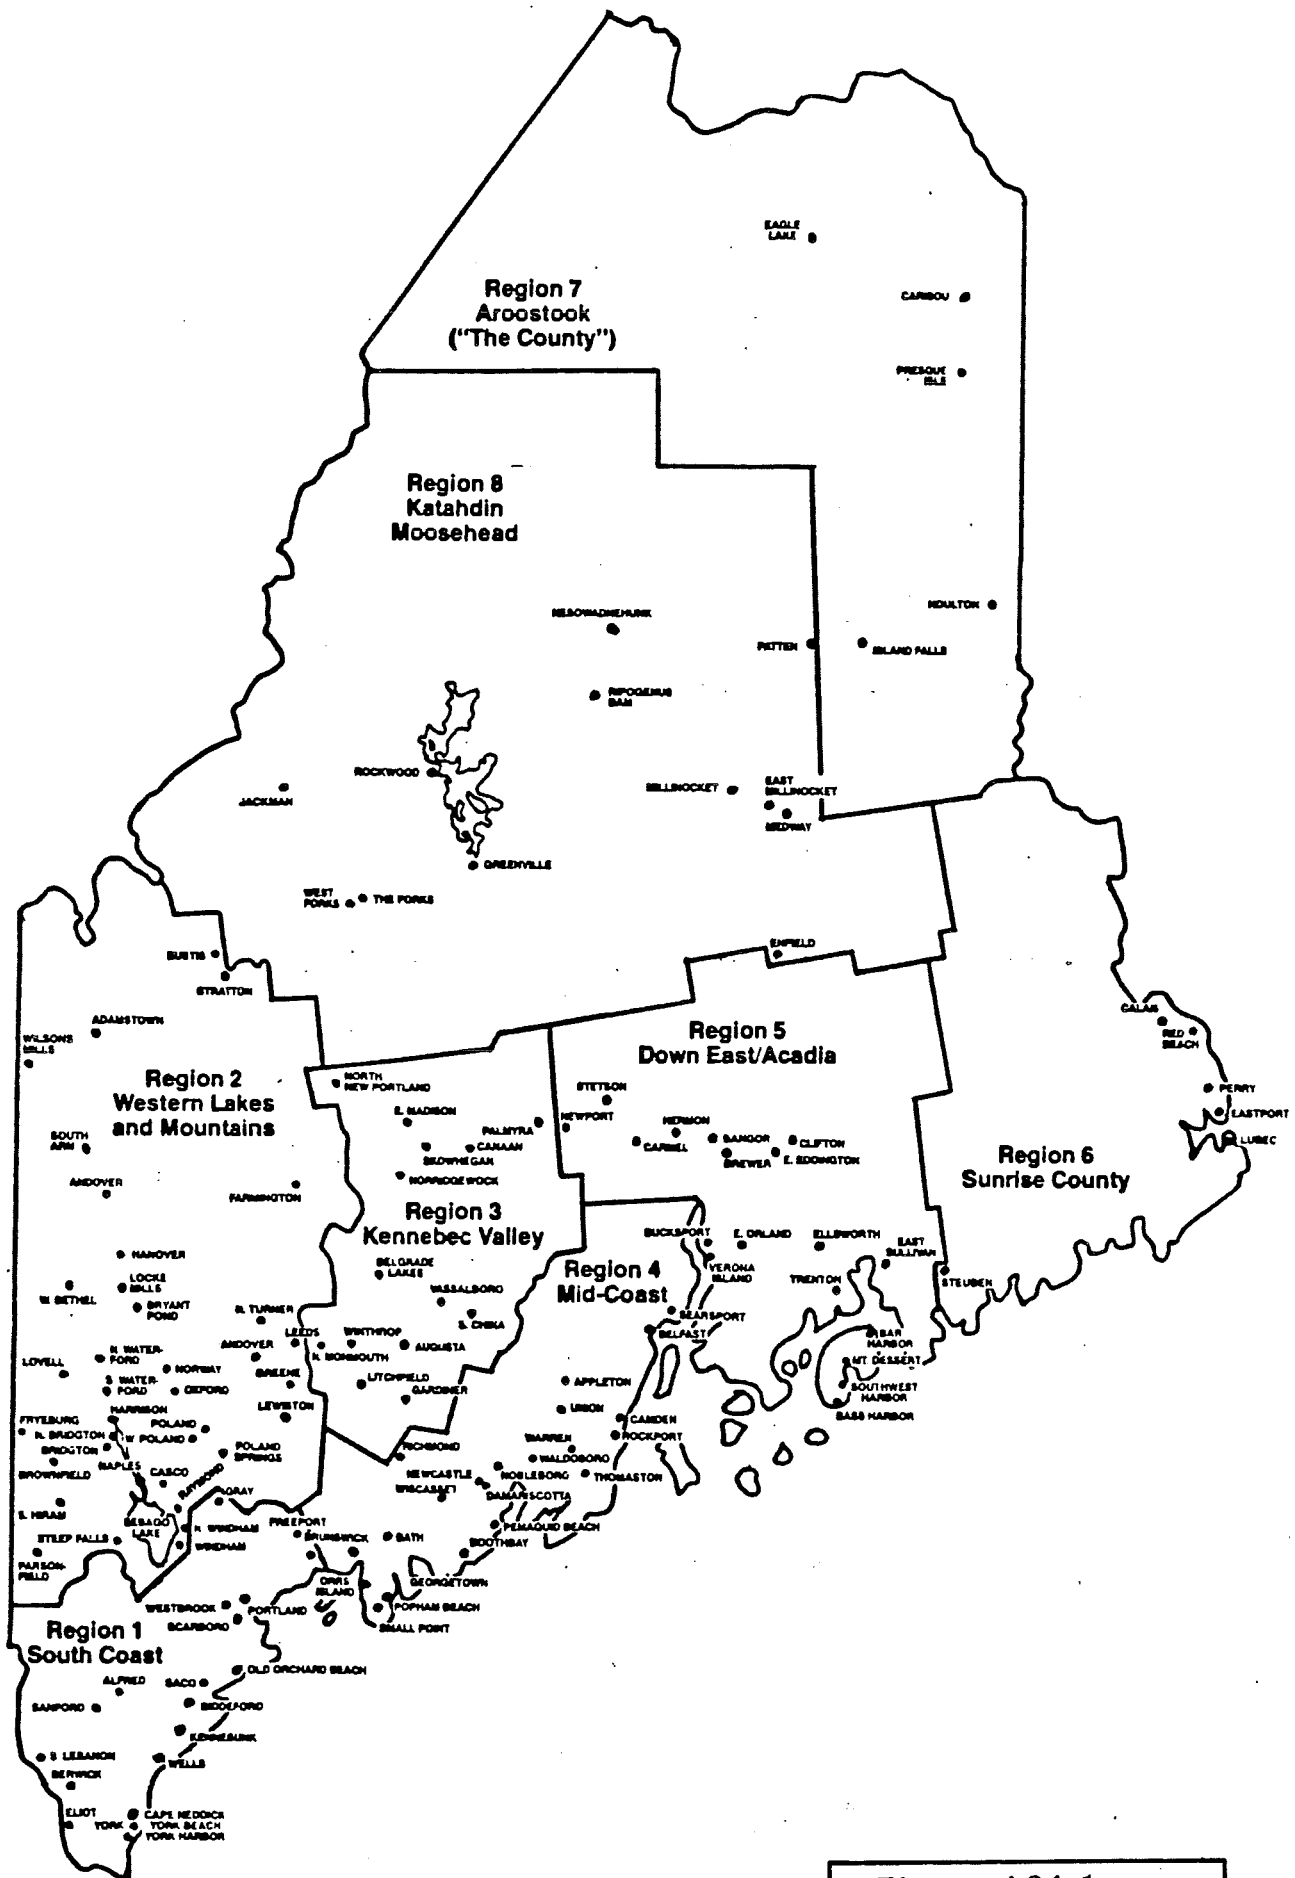 EAGLE
LAKE
CARIBOU
Region 7
Aroostook
("The County")
PRESQUE
ISLE
Region 8
Katahdin
Moosehead
NESOWADNEHUNK
HOULTON
PATTEN
ISLAND FALLS
RIPOGENUS
DAM
ROCKWOOD
JACKMAN
MILLINOCKET
EAST
MILLINOCKET
MEDWAY
GREENVILLE
WEST
FORKS
THE FORKS
EUSTIS
STRATTON
ENFIELD
ADAMSTOWN
WILSONS
MILLS
Region 2
Western Lakes
and Mountains
SOUTH
ARM
ANDOVER
FARMINGTON
HANOVER
LOCKE
MILLS
W. BETHEL
BRYANT
POND
N. TURNER
ANDOVER
LEEDS
GREENE
LEWISTON
LOVELL
N. WATER-
FORD
S. WATER-
FORD
NORWAY
OXFORD
HARRISON
FRYEBURG
N. BRIDGTON
BRIDGTON
BROWNFIELD
POLAND
W. POLAND
POLAND
SPRINGS
NAPLES
CASCO
RAYMOND
GRAY
S. HIRAM
SEBAGO
LAKE
STEEP FALLS
N. WINDHAM
WINDHAM
PARSON-
FIELD
NORTH
NEW PORTLAND
E. MADISON
PALMYRA
CANAAN
SKOWHEGAN
NORRIDGEWOCK
Region 3
Kennebec Valley
BELGRADE
LAKES
VASSALBORO
S. CHINA
WINTHROP
AUGUSTA
N. MONMOUTH
LITCHFIELD
GARDINER
Region 5
Down East/Acadia
STETSON
NEWPORT
HERMON
CARMEL
BANGOR
BREWER
CLIFTON
E. EDDINGTON
BUCKSPORT
E. ORLAND
ELLSWORTH
EAST
SULLIVAN
VERONA
ISLAND
TRENTON
BAR
HARBOR
MT. DESSERT
SOUTHWEST
HARBOR
BASS HARBOR
Region 6
Sunrise County
CALAIS
RED
BEACH
PERRY
EASTPORT
LUBEC
STEUBEN
Region 4
Mid-Coast
SEARSPORT
BELFAST
APPLETON
UNION
CAMDEN
ROCKPORT
WARREN
WALDOBORO
THOMASTON
RICHMOND
NEWCASTLE
NOBLEBORO
WISCASSET
DAMARISCOTTA
PEMAQUID BEACH
BOOTHBAY
FREEPORT
BRUNSWICK
BATH
ORRS
ISLAND
GEORGETOWN
POPHAM BEACH
SMALL POINT
WESTBROOK
PORTLAND
SCARBORO
Region 1
South Coast
OLD ORCHARD BEACH
ALFRED
SACO
SANFORD
BIDDEFORD
KENNEBUNK
S. LEBANON
WELLS
BERWICK
ELIOT
YORK
CAPE NEDDICK
YORK BEACH
YORK HARBOR